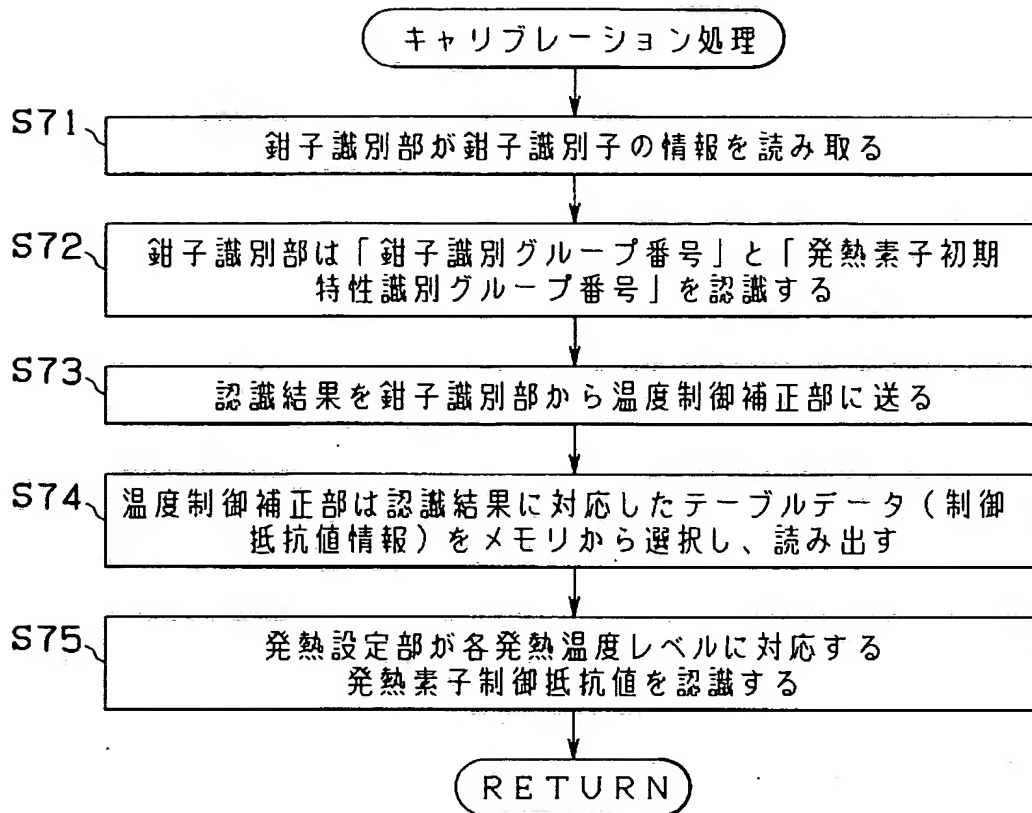 キャリブレーション処理
S71
鉗子識別部が鉗子識別子の情報を読み取る
S72
鉗子識別部は「鉗子識別グループ番号」と「発熱素子初期
特性識別グループ番号」を認識する
S73
認識結果を鉗子識別部から温度制御補正部に送る
S74
温度制御補正部は認識結果に対応したテーブルデータ(制御
抵抗値情報)をメモリから選択し、読み出す
S75
発熱設定部が各発熱温度レベルに対応する
発熱素子制御抵抗値を認識する
RETURN